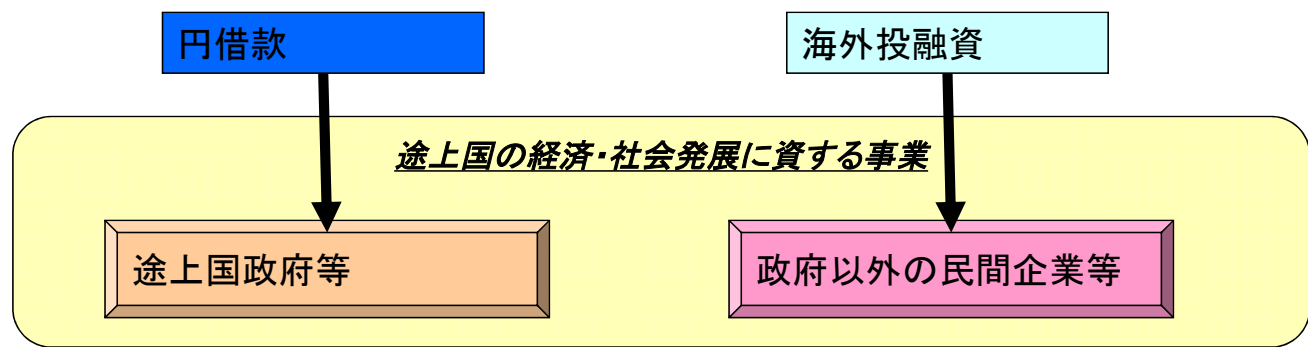 円借款
海外投融資
途上国の経済・社会発展に資する事業
途上国政府等
政府以外の民間企業等